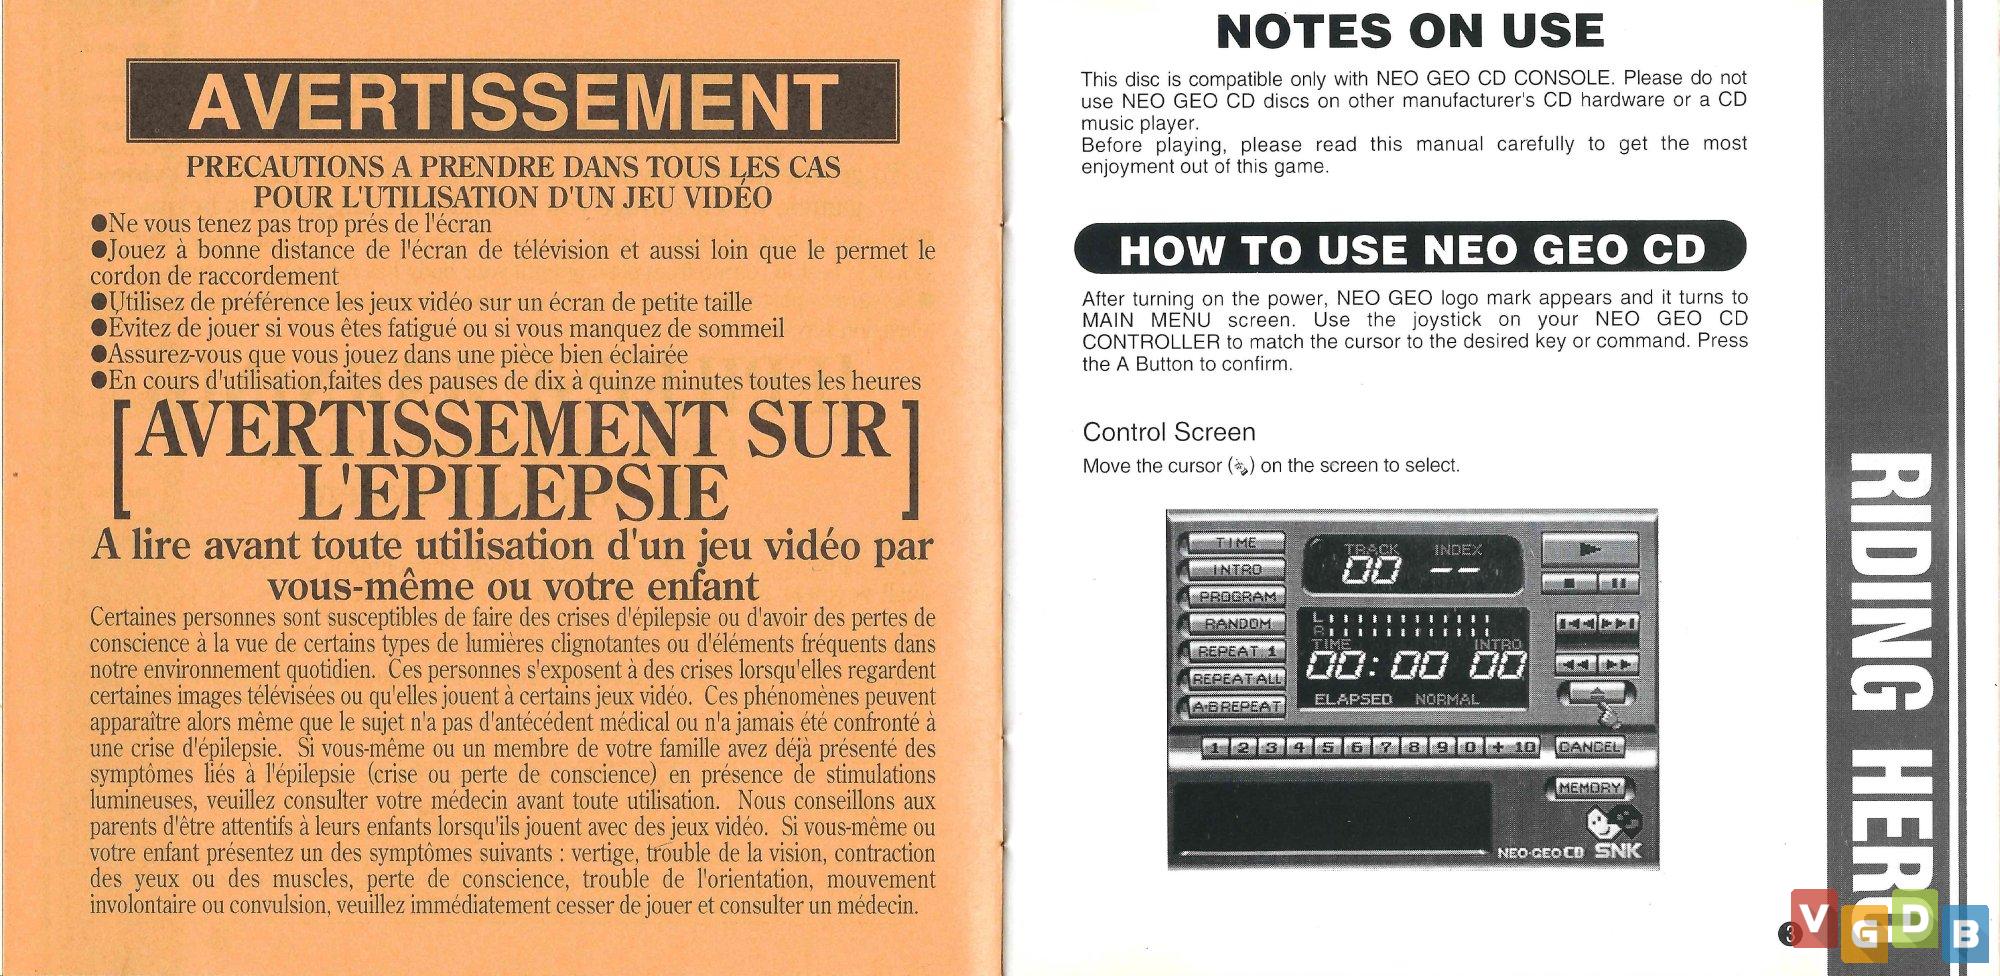 AVERTISSEMENT
PRECAUTIONS A PRENDRE DANS TOUS LES CAS
POUR L'UTILISATION D'UN JEU VIDÉO
●Ne vous tenez pas trop prés de l'écran
●Jouez à bonne distance de l'écran de télévision et aussi loin que le permet le
cordon de raccordement
●Utilisez de préférence les jeux vidéo sur un écran de petite taille
●Evitez de jouer si vous êtes fatigué ou si vous manquez de sommeil
●Assurez-vous que vous jouez dans une pièce bien éclairée
●En cours d'utilisation,faites des pauses de dix à quinze minutes toutes les heures
[AVERTISSEMENT SUR
L'EPILEPSIE]
A lire avant toute utilisation d'un jeu vidéo par
vous-même ou votre enfant
Certaines personnes sont susceptibles de faire des crises d'épilepsie ou d'avoir des pertes de
conscience à la vue de certains types de lumières clignotantes ou d'éléments fréquents dans
notre environnement quotidien. Ces personnes s'exposent à des crises lorsqu'elles regardent
certaines images télévisées ou qu'elles jouent à certains jeux vidéo. Ces phénomènes peuvent
apparaître alors même que le sujet n'a pas d'antécédent médical ou n'a jamais été confronté à
une crise d'épilepsie. Si vous-même ou un membre de votre famille avez déjà présenté des
symptômes liés à l'épilepsie (crise ou perte de conscience) en présence de stimulations
lumineuses, veuillez consulter votre médecin avant toute utilisation. Nous conseillons aux
parents d'être attentifs à leurs enfants lorsqu'ils jouent avec des jeux vidéo. Si vous-même ou
votre enfant présentez un des symptômes suivants : vertige, trouble de la vision, contraction
des yeux ou des muscles, perte de conscience, trouble de l'orientation, mouvement
involontaire ou convulsion, veuillez immédiatement cesser de jouer et consulter un médecin.
NOTES ON USE
This disc is compatible only with NEO GEO CD CONSOLE. Please do not
use NEO GEO CD discs on other manufacturer's CD hardware or a CD
music player.
Before playing, please read this manual carefully to get the most
enjoyment out of this game.
HOW TO USE NEO GEO CD
After turning on the power, NEO GEO logo mark appears and it turns to
MAIN MENU screen. Use the joystick on your NEO GEO CD
CONTROLLER to match the cursor to the desired key or command. Press
the A Button to confirm.
Control Screen
Move the cursor ( ) on the screen to select.
TIME
INTRO
PROGRAM
RANDOM
REPEAT 1
REPEAT ALL
A-B REPEAT
TRACK INDEX
00 --
L
R
TIME INTRO
00:00 00
ELAPSED NORMAL
1 2 3 4 5 6 7 8 9 0 + 10 CANCEL
MEMORY
NEO·GEO CD SNK
RIDING HERO
3
VGDB